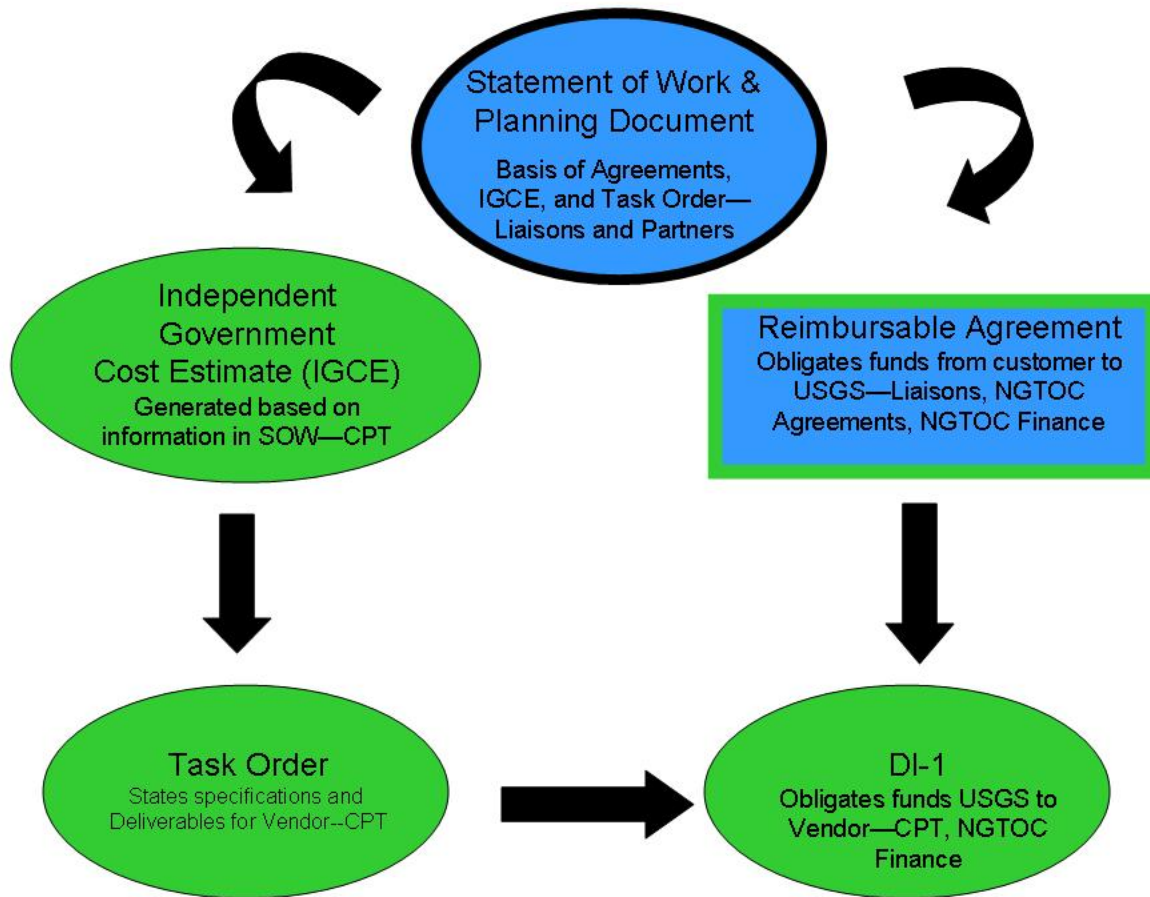 Statement of Work &
Planning Document
Basis of Agreements,
IGCE, and Task Order—
Liaisons and Partners
Independent
Government
Cost Estimate (IGCE)
Generated based on
information in SOW—CPT
Reimbursable Agreement
Obligates funds from customer to
USGS—Liaisons, NGTOC
Agreements, NGTOC Finance
Task Order
States specifications and
Deliverables for Vendor--CPT
DI-1
Obligates funds USGS to
Vendor—CPT, NGTOC
Finance